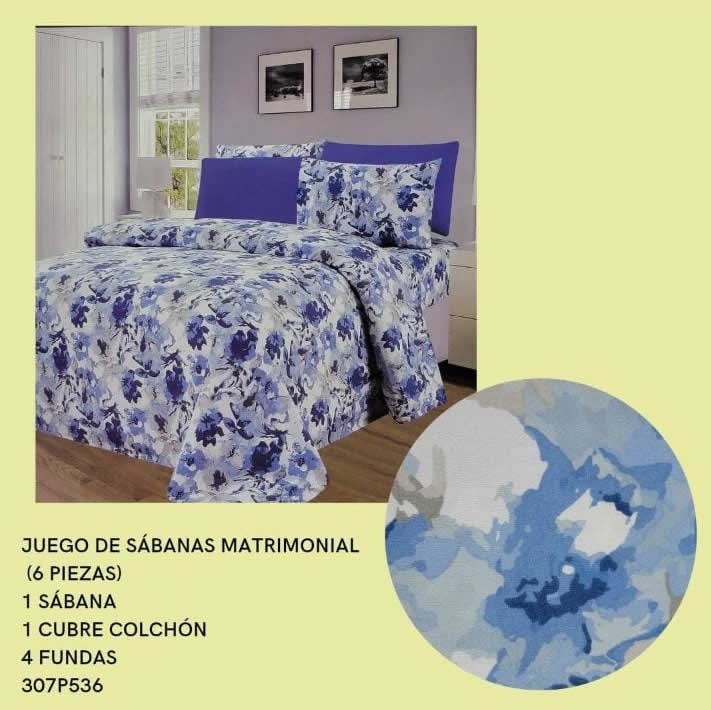 JUEGO DE SÁBANAS MATRIMONIAL
(6 PIEZAS)
1 SÁBANA
1 CUBRE COLCHÓN
4 FUNDAS
307P536